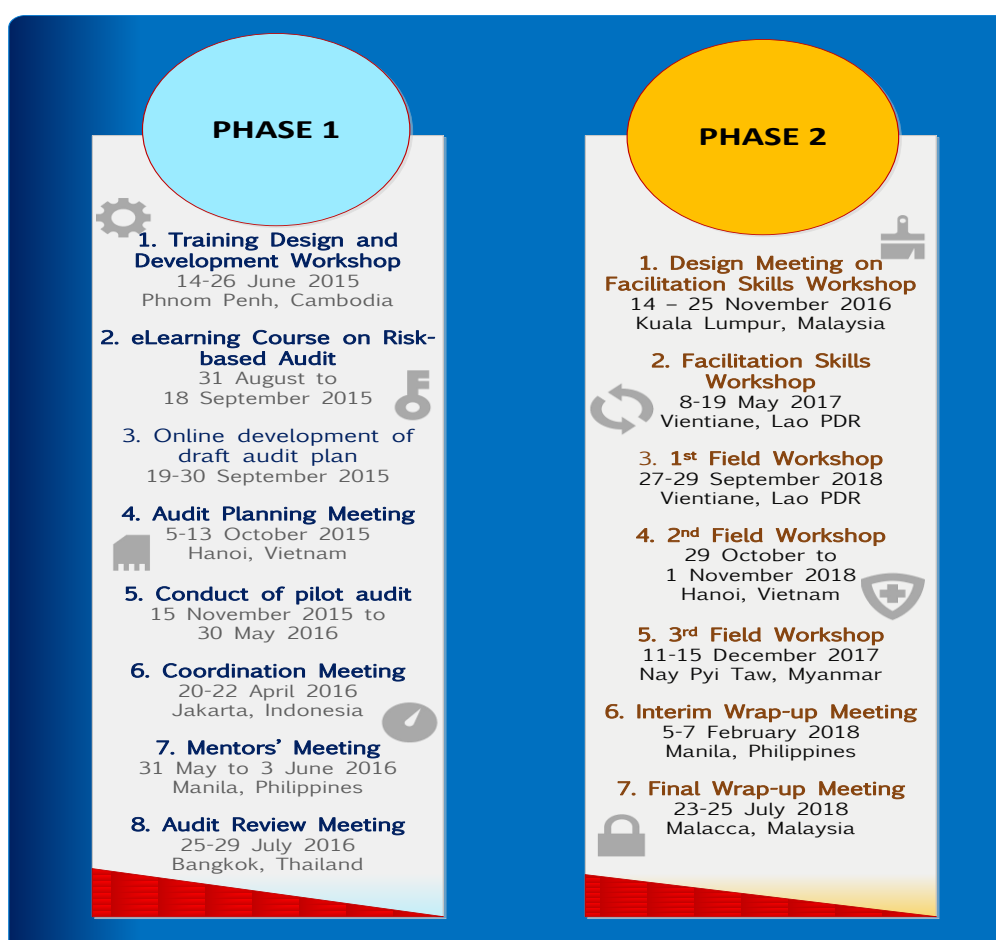 PHASE 1
1. Training Design and
Development Workshop
14-26 June 2015
Phnom Penh, Cambodia
2. eLearning Course on Risk-
based Audit
31 August to
18 September 2015
3. Online development of
draft audit plan
19-30 September 2015
4. Audit Planning Meeting
5-13 October 2015
Hanoi, Vietnam
5. Conduct of pilot audit
15 November 2015 to
30 May 2016
6. Coordination Meeting
20-22 April 2016
Jakarta, Indonesia
7. Mentors’ Meeting
31 May to 3 June 2016
Manila, Philippines
8. Audit Review Meeting
25-29 July 2016
Bangkok, Thailand
PHASE 2
1. Design Meeting on
Facilitation Skills Workshop
14 – 25 November 2016
Kuala Lumpur, Malaysia
2. Facilitation Skills
Workshop
8-19 May 2017
Vientiane, Lao PDR
3. 1st Field Workshop
27-29 September 2018
Vientiane, Lao PDR
4. 2nd Field Workshop
29 October to
1 November 2018
Hanoi, Vietnam
5. 3rd Field Workshop
11-15 December 2017
Nay Pyi Taw, Myanmar
6. Interim Wrap-up Meeting
5-7 February 2018
Manila, Philippines
7. Final Wrap-up Meeting
23-25 July 2018
Malacca, Malaysia